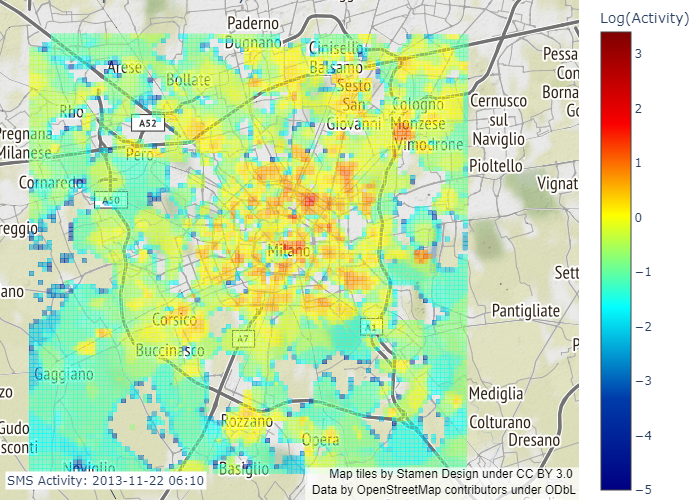 Log(Activity)
3
2
1
0
−1
−2
−3
−4
−5
Paderno
Dugnano
Cinisello
Balsamo
Arese
Bollate
Sesto
San
Giovanni
Cologno
Monzese
Vimodrone
Cernusco
sul
Naviglio
Pessa
Con
Borna
Go
Rho
A52
Pregnana
Milanese
Pero
Pioltello
Cornaredo
A50
Vignat
reggio
Milano
Sett
ano
Pantigliate
Corsico
A7
A1
P
Buccinasco
Gaggiano
zo
Mediglia
Rozzano
Colturano
Gudo
sconti
Opera
Dresano
Noviglio
Basiglio
SMS Activity: 2013-11-22 06:10
Map tiles by Stamen Design under CC BY 3.0
Data by OpenStreetMap contributors under ODbL